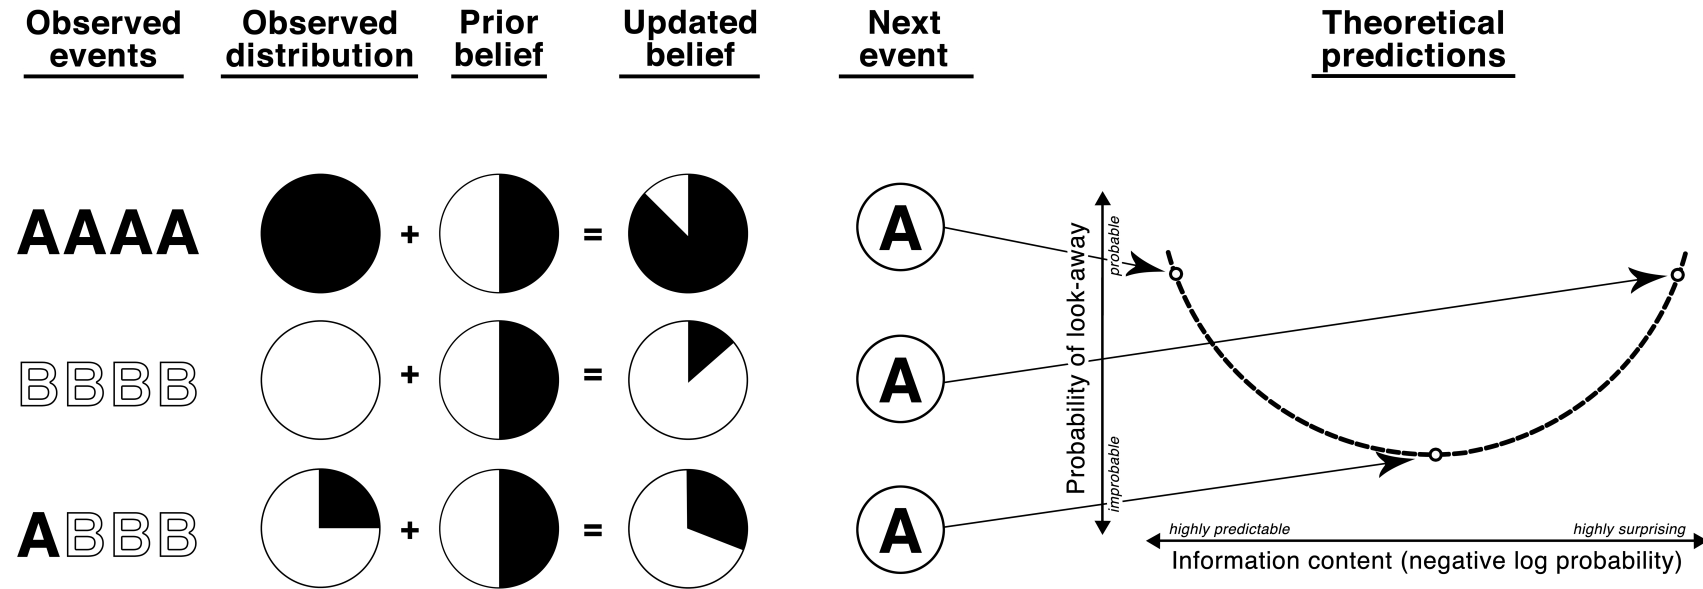 Observed events
Observed distribution
Prior belief
Updated belief
Next event
Theoretical predictions
AAAA
+
=
A
BBBB
+
=
A
ABBB
+
=
A
Probability of look-away
probable
improbable
highly predictable
highly surprising
Information content (negative log probability)